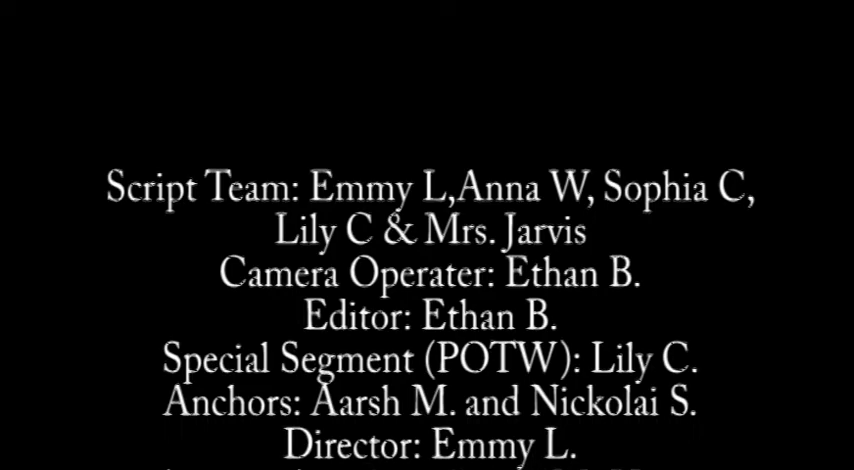 Script Team: Emmy L,Anna W, Sophia C,
Lily C & Mrs. Jarvis
Camera Operater: Ethan B.
Editor: Ethan B.
Special Segment (POTW): Lily C.
Anchors: Aarsh M. and Nickolai S.
Director: Emmy L.